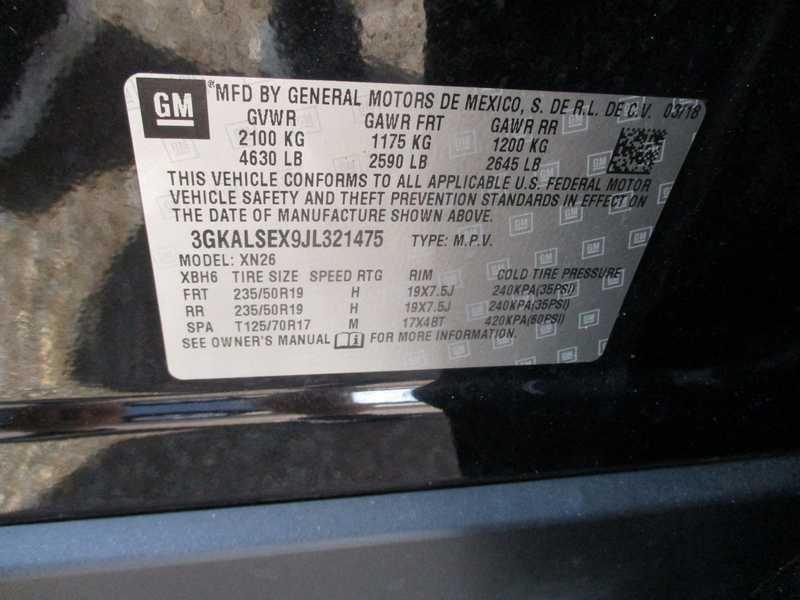 GM ® MFD BY GENERAL MOTORS DE MEXICO, S. DE R.L. DE C.V. 03/18
GVWR GAWR FRT GAWR RR
2100 KG 1175 KG 1200 KG
4630 LB 2590 LB 2645 LB
THIS VEHICLE CONFORMS TO ALL APPLICABLE U.S. FEDERAL MOTOR
VEHICLE SAFETY AND THEFT PREVENTION STANDARDS IN EFFECT ON
THE DATE OF MANUFACTURE SHOWN ABOVE.
3GKALSEX9JL321475 TYPE: M.P.V.
MODEL: XN26
XBH6 TIRE SIZE SPEED RTG RIM COLD TIRE PRESSURE
FRT 235/50R19 H 19X7.5J 240KPA(35PSI)
RR 235/50R19 H 19X7.5J 240KPA(35PSI)
SPA T125/70R17 M 17X4BT 420KPA(60PSI)
SEE OWNER'S MANUAL FOR MORE INFORMATION.